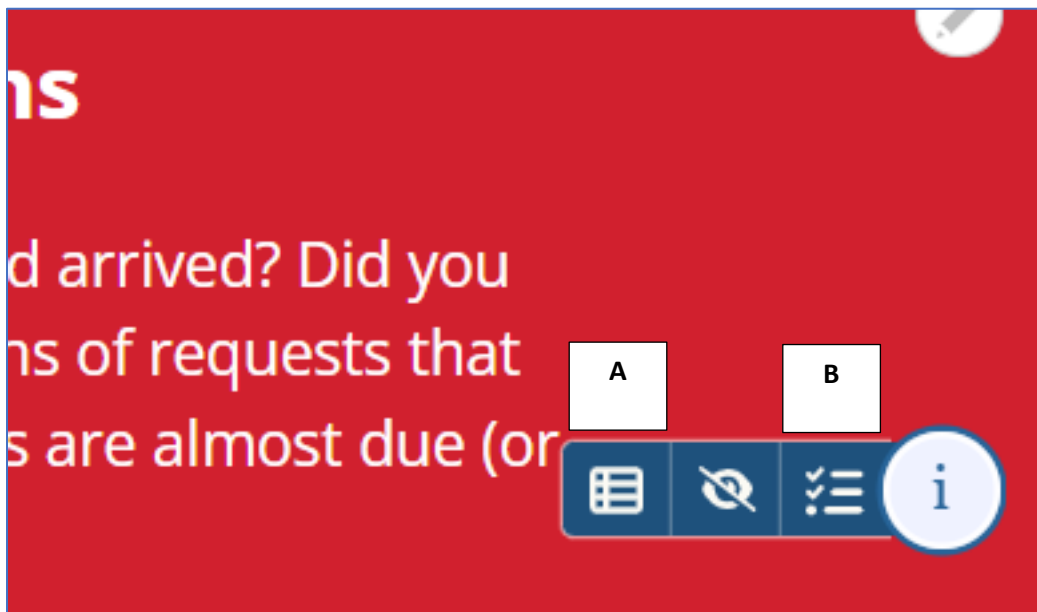 ns
d arrived? Did you
ns of requests that
s are almost due (or
A
B
i